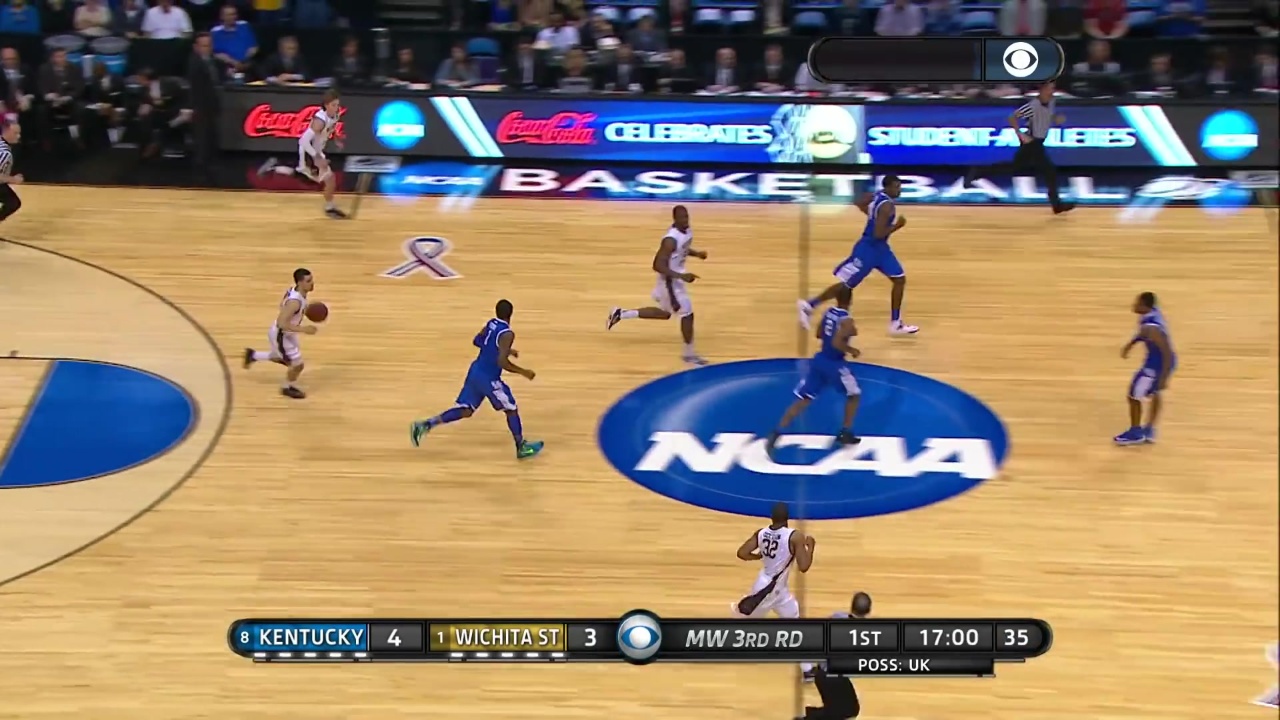 Coca-Cola NCAA Coca-Cola CELEBRATES STUDENT-ATHLETES NCAA
NCAA BASKETBALL
NCAA
32
8 KENTUCKY 4 1 WICHITA ST 3 MW 3RD RD 1ST 17:00 35
POSS: UK